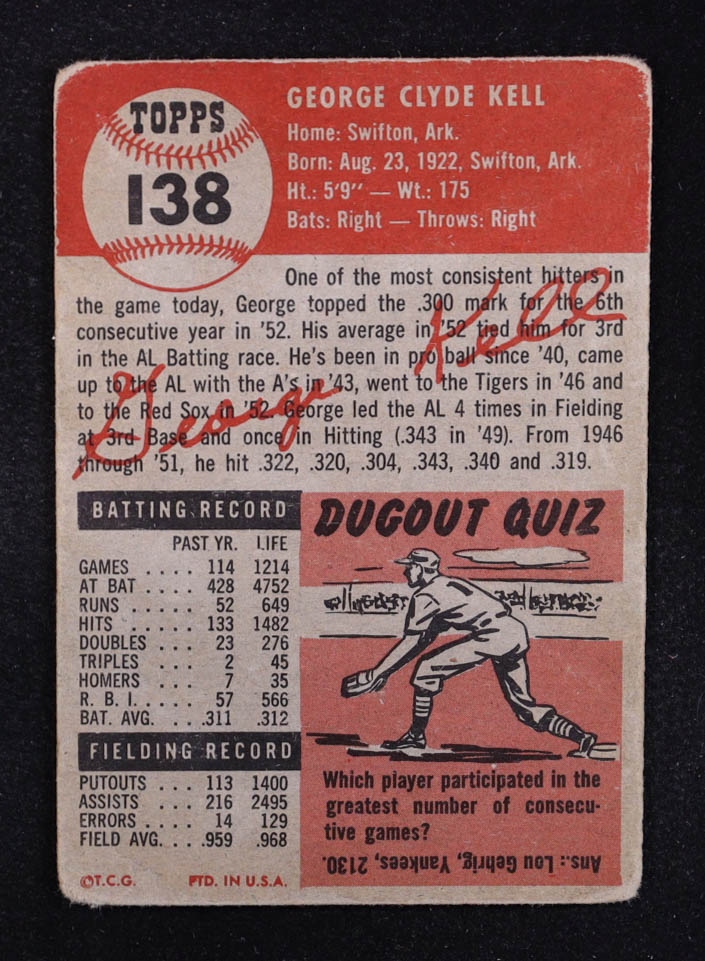 TOPPS
138
GEORGE CLYDE KELL
Home: Swifton, Ark.
Born: Aug. 23, 1922, Swifton, Ark.
Ht.: 5'9" — Wt.: 175
Bats: Right — Throws: Right
One of the most consistent hitters in
the game today, George topped the .300 mark for the 6th
consecutive year in '52. His average in '52 tied him for 3rd
in the AL Batting race. He's been in pro ball since '40, came
up to the AL with the A's in '43, went to the Tigers in '46 and
to the Red Sox in '52. George led the AL 4 times in Fielding
at 3rd Base and once in Hitting (.343 in '49). From 1946
through '51, he hit .322, .320, .304, .343, .340 and .319.
George Kell
BATTING RECORD
PAST YR. LIFE
GAMES .... 114 1214
AT BAT .... 428 4752
RUNS ..... 52 649
HITS ..... 133 1482
DOUBLES ... 23 276
TRIPLES ... 2 45
HOMERS ... 7 35
R. B. I. .... 57 566
BAT. AVG. ... .311 .312
FIELDING RECORD
PUTOUTS ... 113 1400
ASSISTS .... 216 2495
ERRORS .... 14 129
FIELD AVG. ... .959 .968
©T.C.G. PTD. IN U.S.A.
DUGOUT QUIZ
Which player participated in the
greatest number of consecu-
tive games?
Ans.: Lou Gehrig, Yankees, 2130.